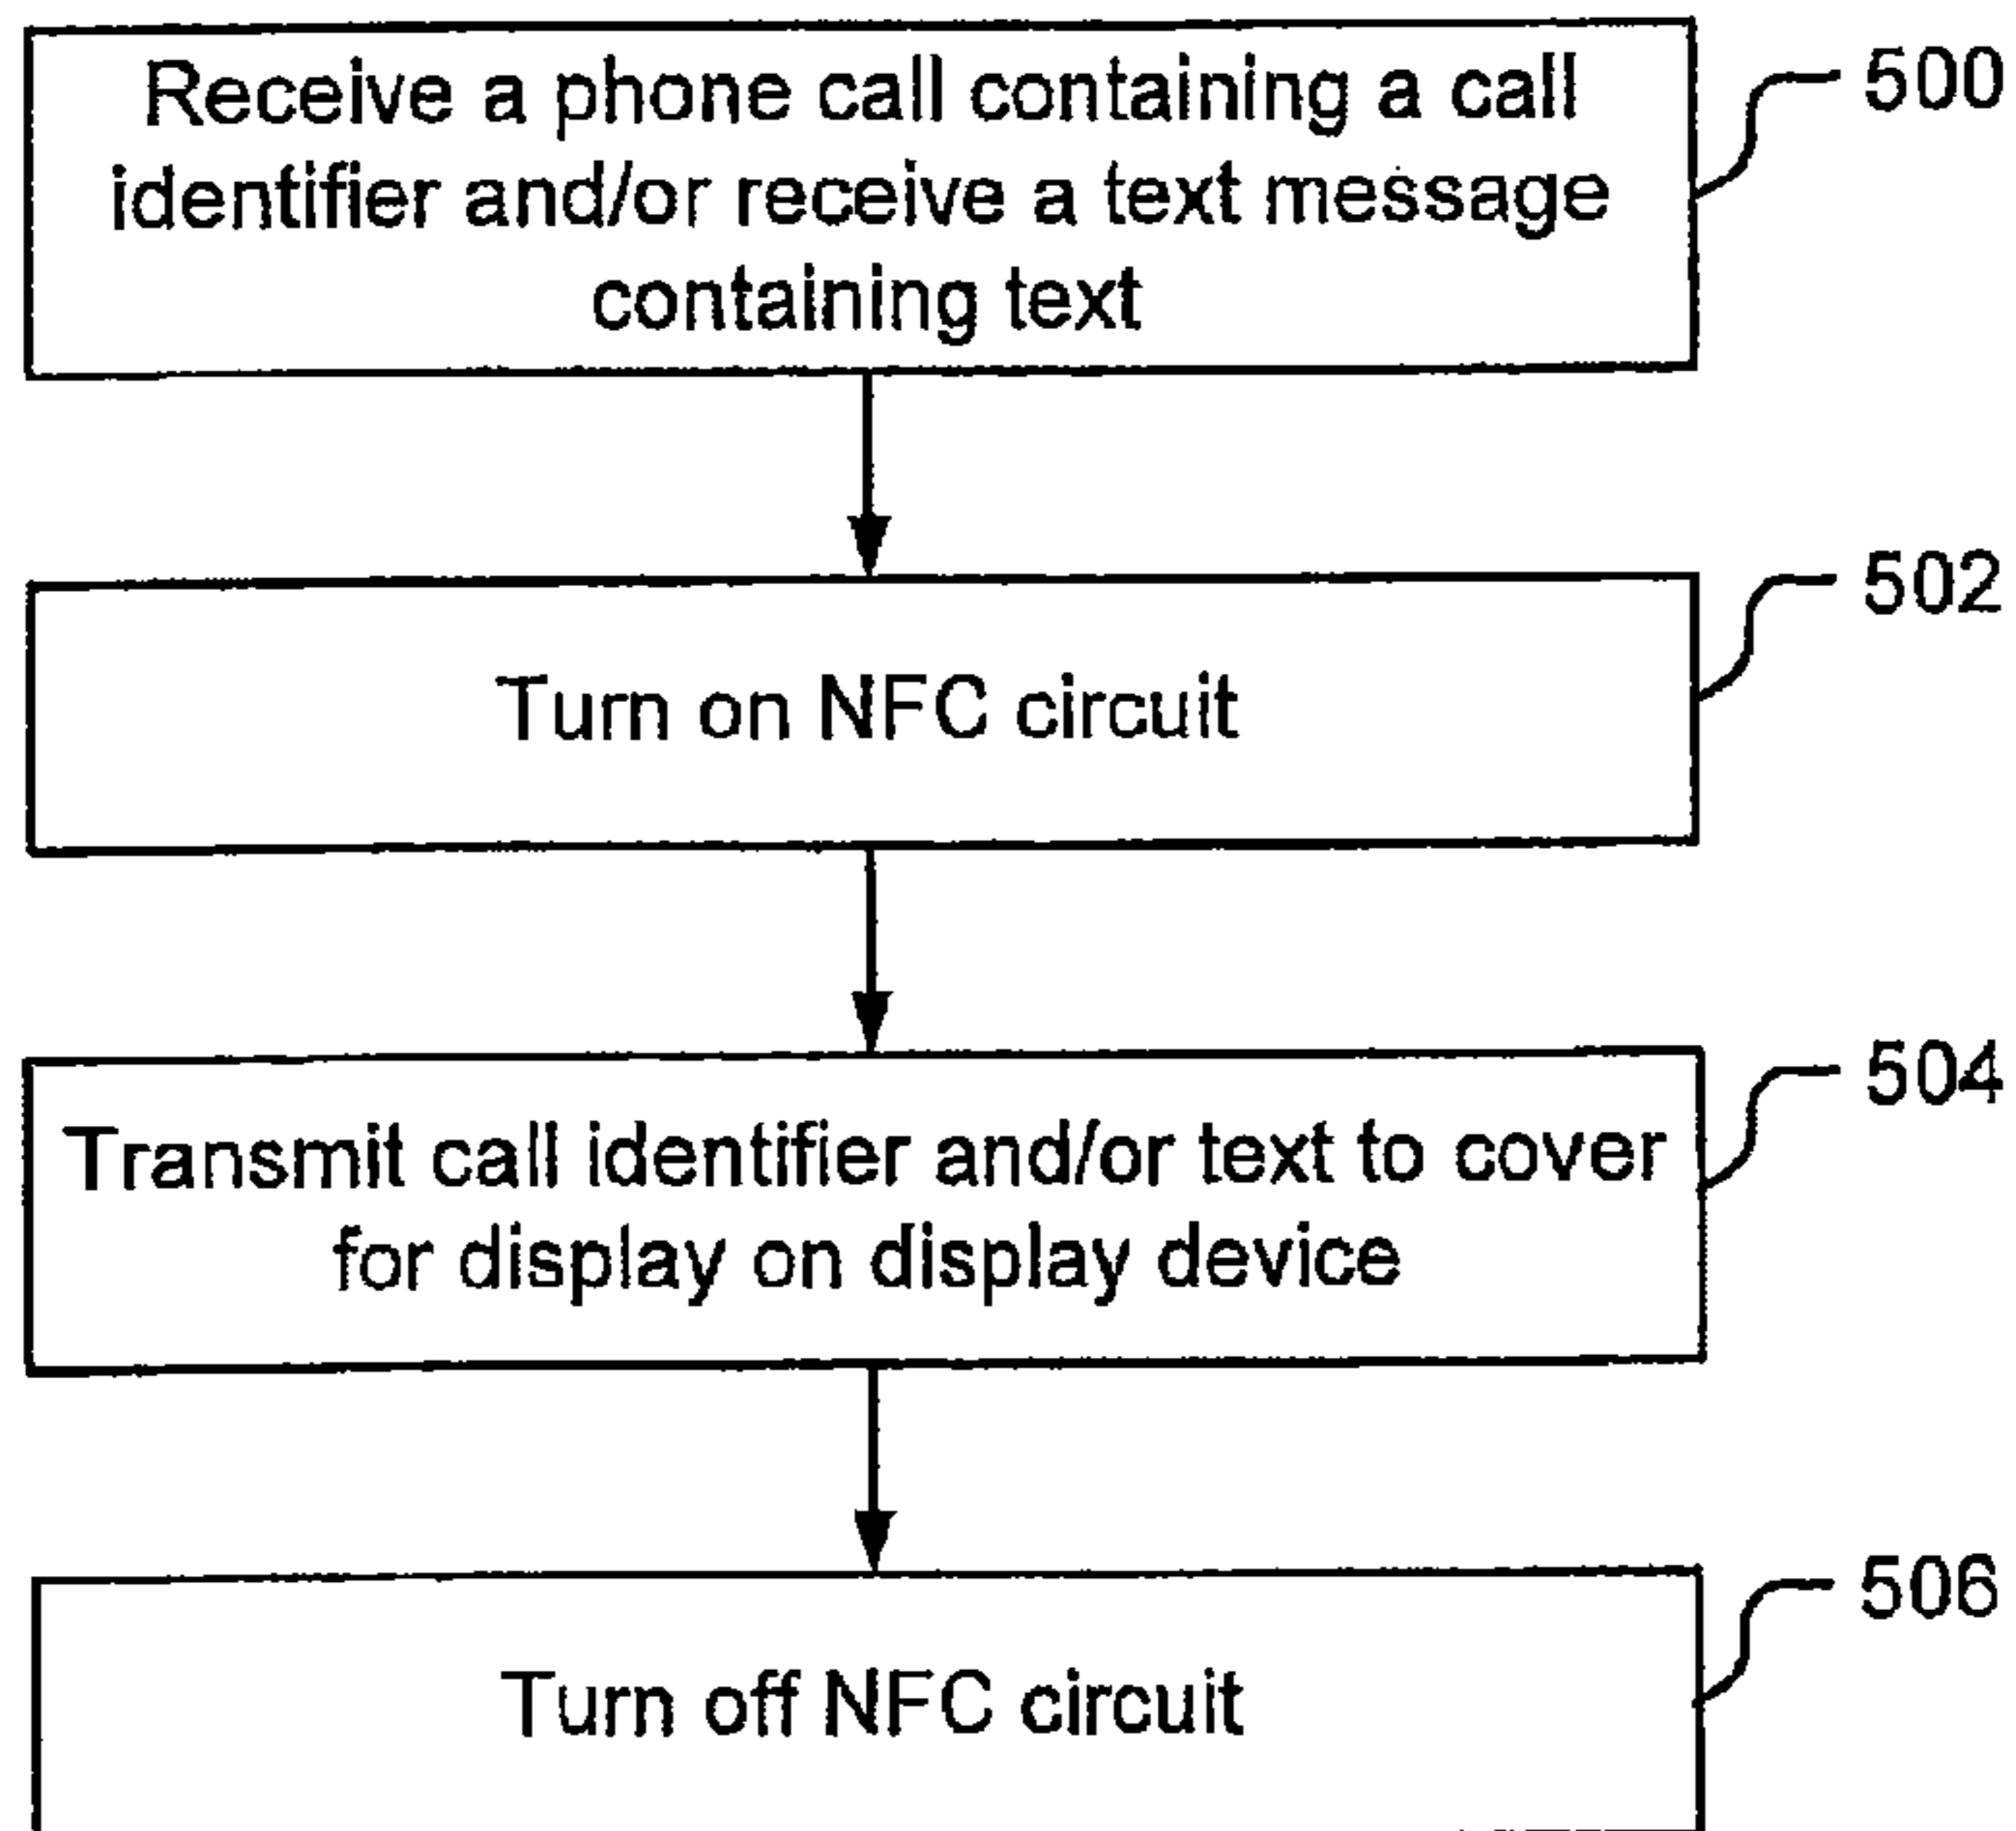 Receive a phone call containing a call
identifier and/or receive a text message
containing text
500
Turn on NFC circuit
502
Transmit call identifier and/or text to cover
for display on display device
504
Turn off NFC circuit
506